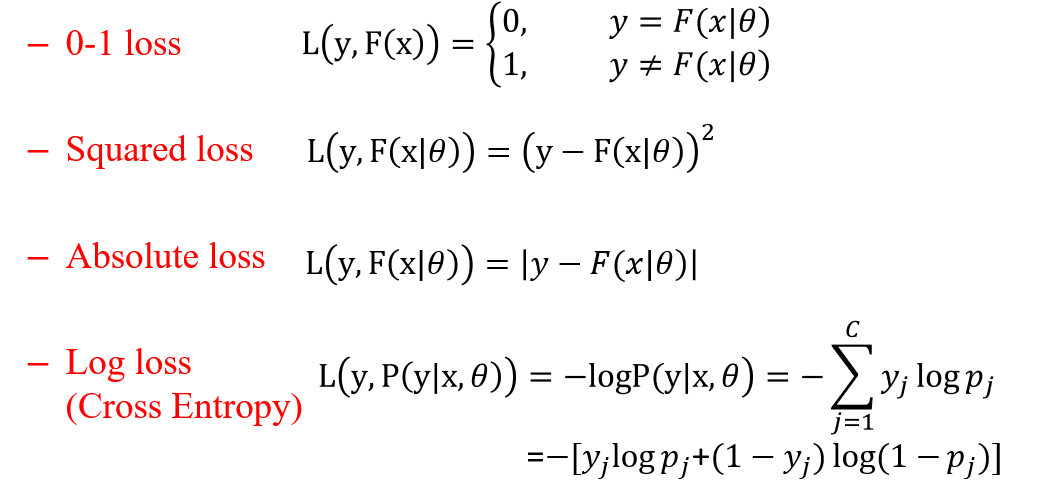 – 0-1 loss L(y, F(x)) = {0, y = F(x|θ)
1, y ≠ F(x|θ)
– Squared loss L(y, F(x|θ)) = (y − F(x|θ))²
– Absolute loss L(y, F(x|θ)) = |y − F(x|θ)|
– Log loss
(Cross Entropy) L(y, P(y|x, θ)) = −logP(y|x, θ) = − ∑_{j=1}^{C} y_j log p_j
=−[y_j log p_j+(1 − y_j) log(1 − p_j)]